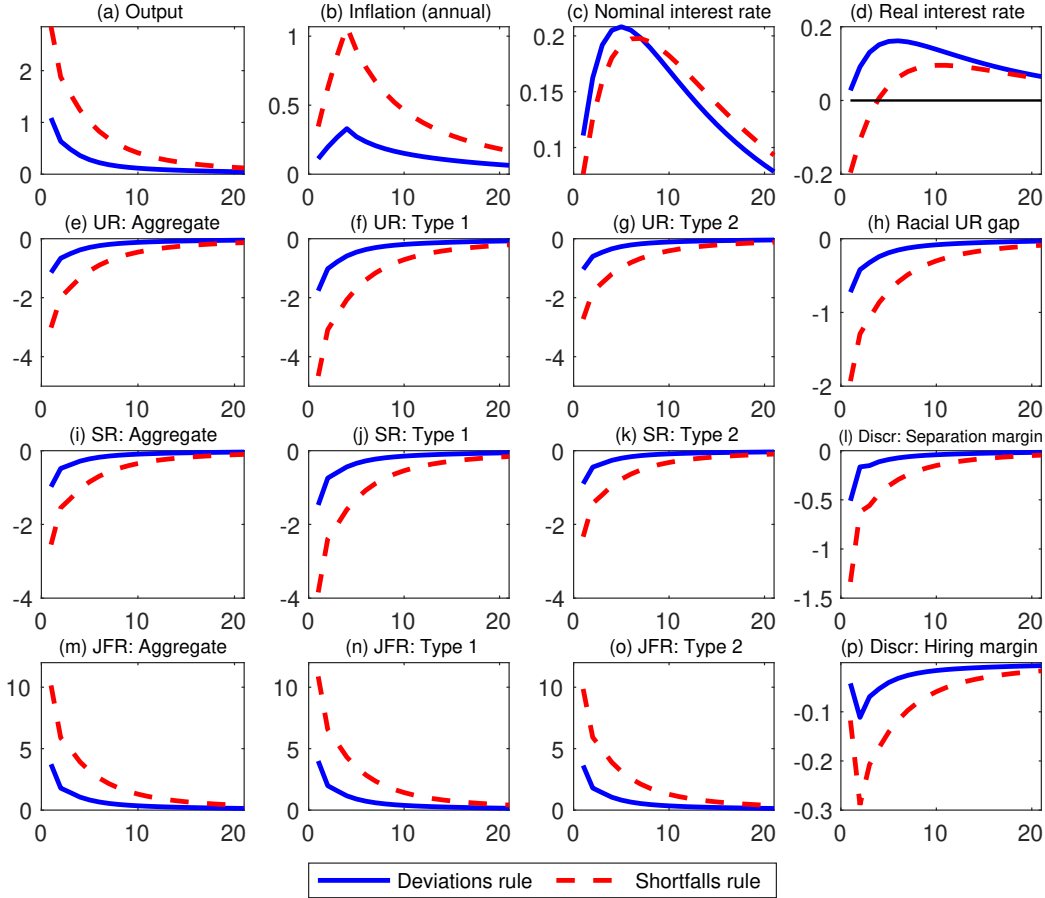 (a) Output
(b) Inflation (annual)
(c) Nominal interest rate
(d) Real interest rate
2
1
0
0 10 20
1
0.5
0
0 10 20
0.2
0.15
0.1
0 10 20
0.2
0.1
0
-0.1
-0.2
0 10 20
(e) UR: Aggregate
(f) UR: Type 1
(g) UR: Type 2
(h) Racial UR gap
0
-2
-4
0 10 20
0
-2
-4
0 10 20
0
-2
-4
0 10 20
0
-1
-2
0 10 20
(i) SR: Aggregate
(j) SR: Type 1
(k) SR: Type 2
(l) Discr: Separation margin
0
-2
-4
0 10 20
0
-2
-4
0 10 20
0
-2
-4
0 10 20
0
-0.5
-1
-1.5
0 10 20
(m) JFR: Aggregate
(n) JFR: Type 1
(o) JFR: Type 2
(p) Discr: Hiring margin
10
5
0
0 10 20
10
5
0
0 10 20
10
5
0
0 10 20
-0.1
-0.2
-0.3
0 10 20
Deviations rule
Shortfalls rule